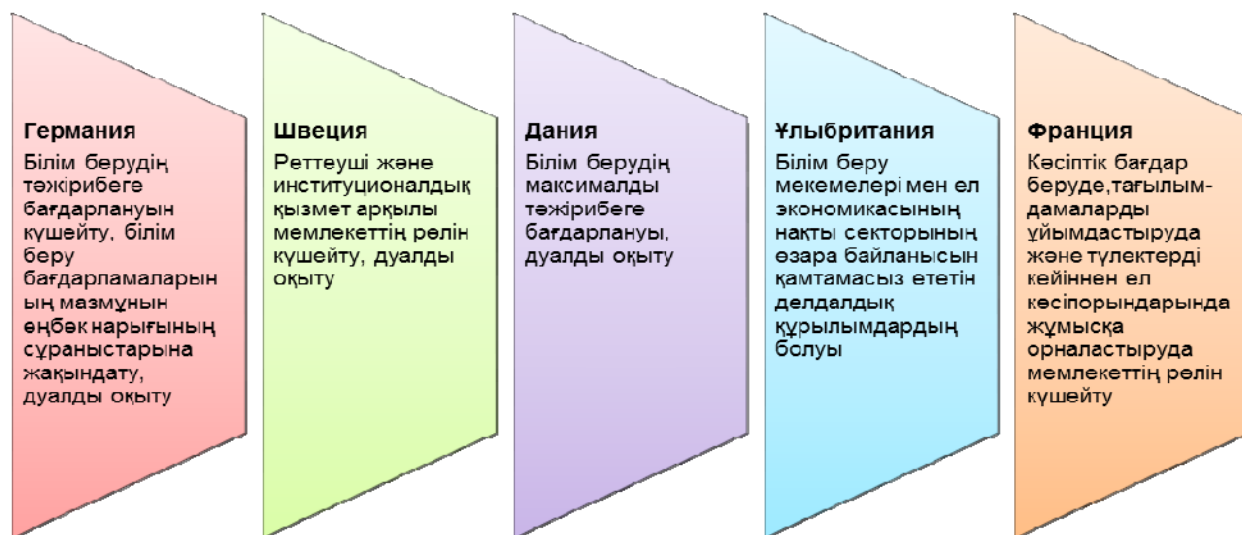 Германия
Білім берудің
тәжірибеге
бағдарлануын
күшейту, білім
беру
бағдарламаларын
ың мазмұнын
еңбек нарығының
сұраныстарына
жақындату,
дуалды оқыту
Швеция
Реттеуші және
институционалдық
қызмет арқылы
мемлекеттің рөлін
күшейту, дуалды
оқыту
Дания
Білім берудің
максималды
тәжірибеге
бағдарлануы,
дуалды оқыту
Ұлыбритания
Білім беру
мекемелері мен ел
экономикасының
нақты секторының
өзара байланысын
қамтамасыз ететін
делдалдық
құрылымдардың
болуы
Франция
Кәсіптік бағдар
беруде,тағылым-
дамаларды
ұйымдастыруда
және түлектерді
кейіннен ел
кәсіпорындарында
жұмысқа
орналастыруда
мемлекеттің рөлін
күшейту